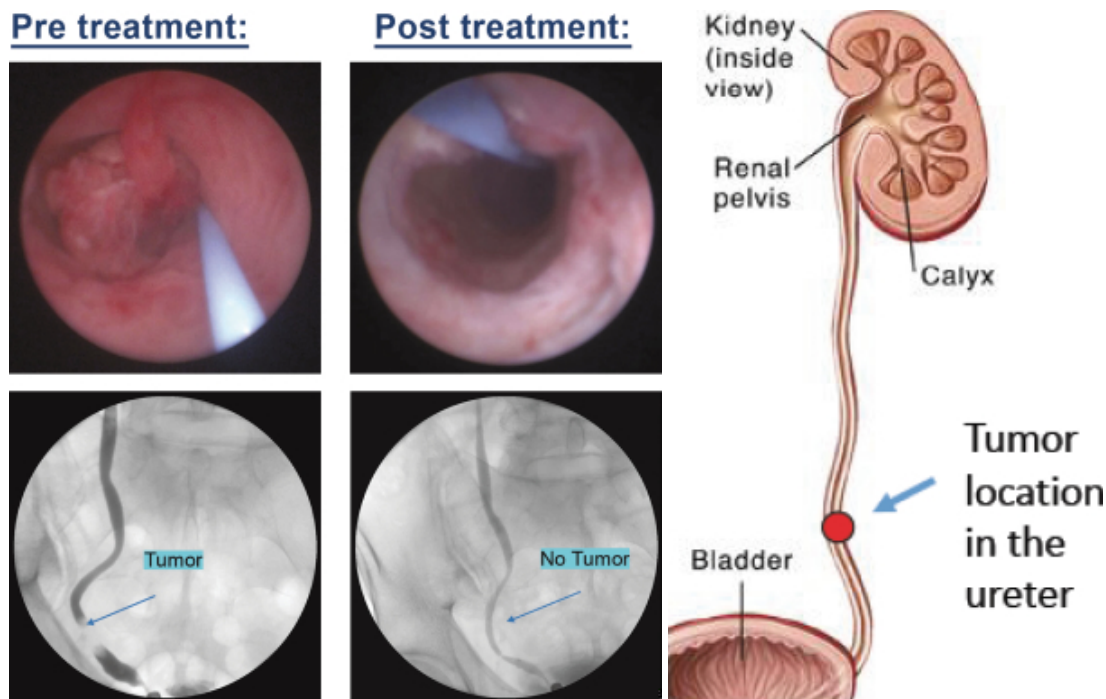 Pre treatment:
Post treatment:
Tumor
No Tumor
Kidney
(inside
view)
Renal
pelvis
Calyx
Tumor
location
in the
ureter
Bladder